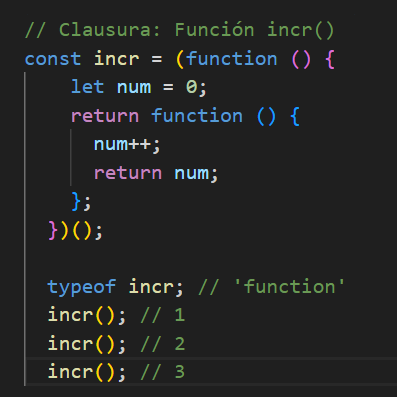 // Clausura: Función incr()
const incr = (function () {
    let num = 0;
    return function () {
      num++;
      return num;
    };
  })();

  typeof incr; // 'function'
  incr(); // 1
  incr(); // 2
  incr(); // 3